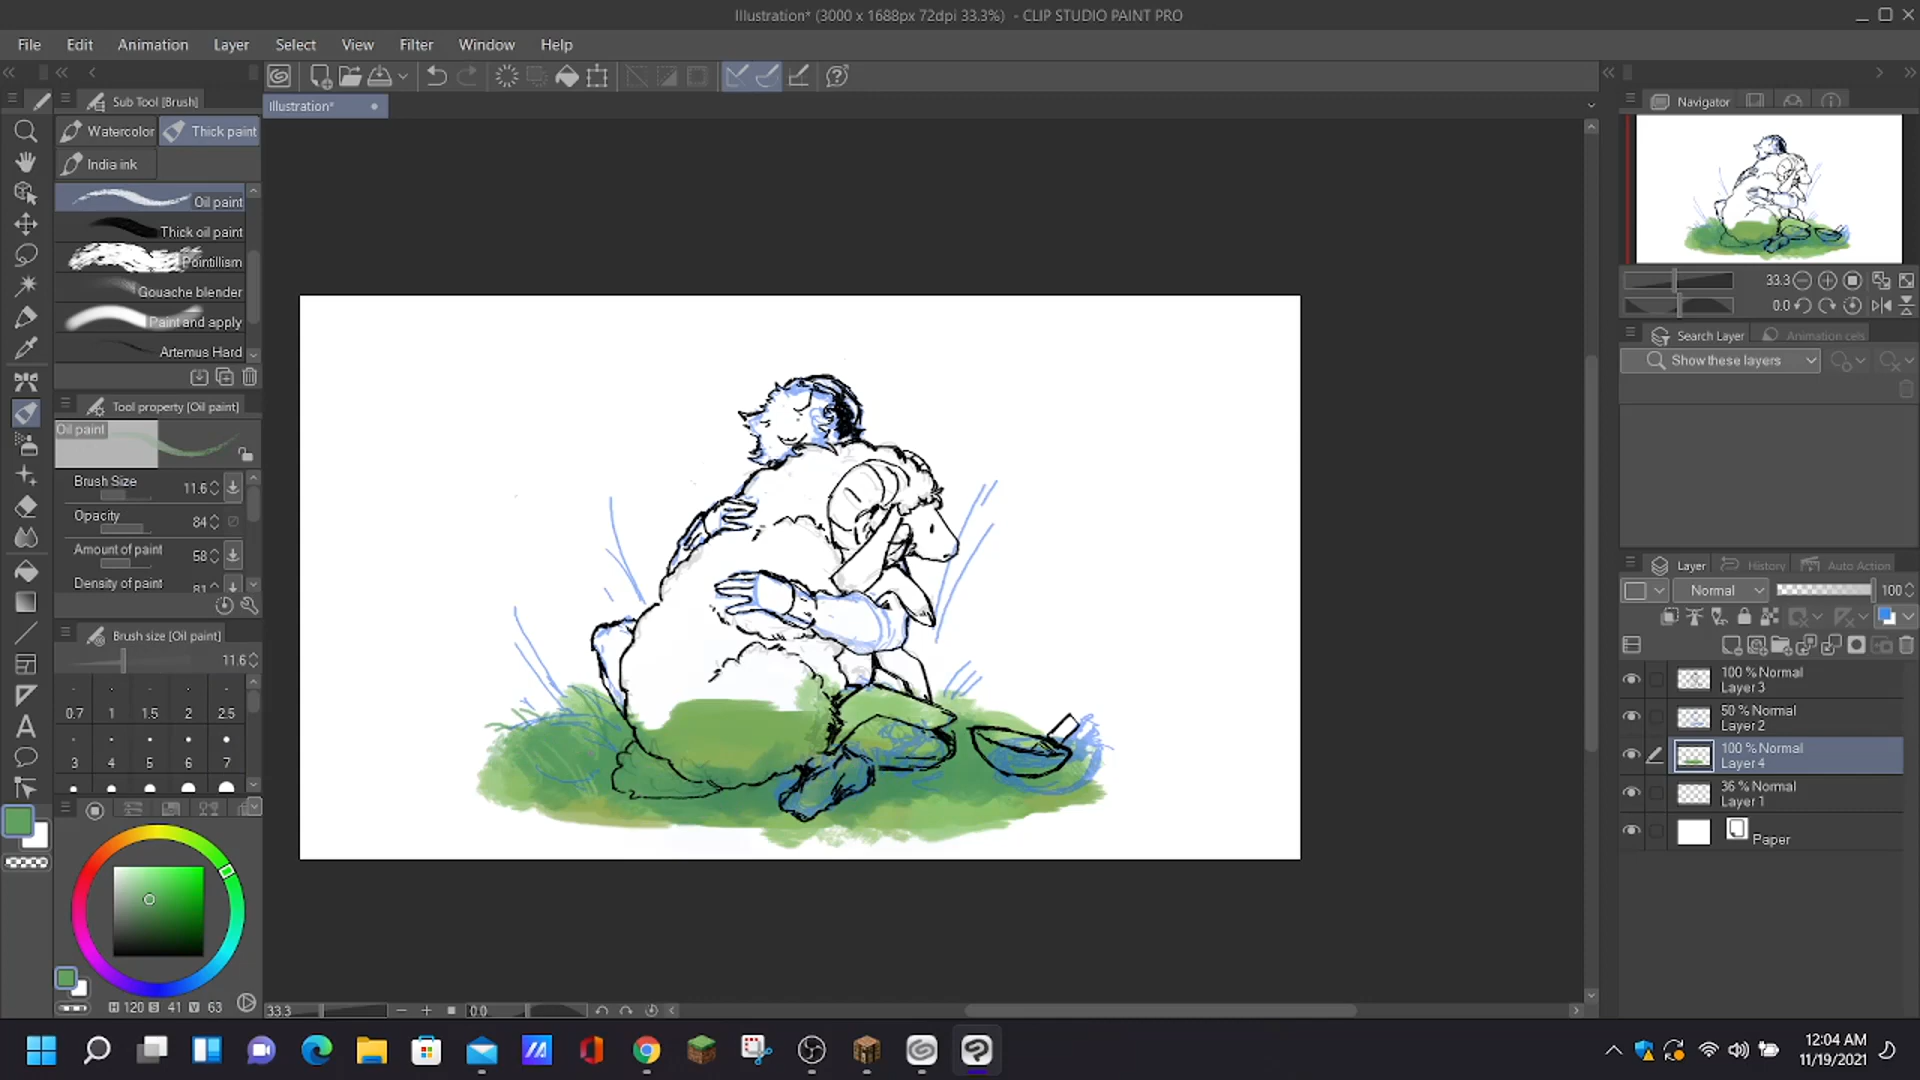 Illustration* (3000 x 1688px 72dpi 33.3%) - CLIP STUDIO PAINT PRO
File Edit Animation Layer Select View Filter Window Help
Sub Tool [Brush]
Illustration*
Navigator
Watercolor Thick paint
India ink
Oil paint
Thick oil paint
Pointillism
Gouache blender
Paint and apply
Artemus Hard
33.3
0.0
Search Layer Animation cels
Show these layers
Tool property [Oil paint]
Oil paint
Brush Size 11.6
Opacity 84
Amount of paint 58
Density of paint 81
Brush size [Oil paint]
11.6
0.7 1 1.5 2 2.5
3 4 5 6 7
Layer History Auto Action
Normal 100
100 % Normal
Layer 3
50 % Normal
Layer 2
100 % Normal
Layer 4
36 % Normal
Layer 1
Paper
H 120 S 41 V 63
33.3 0.0
12:04 AM
11/19/2021